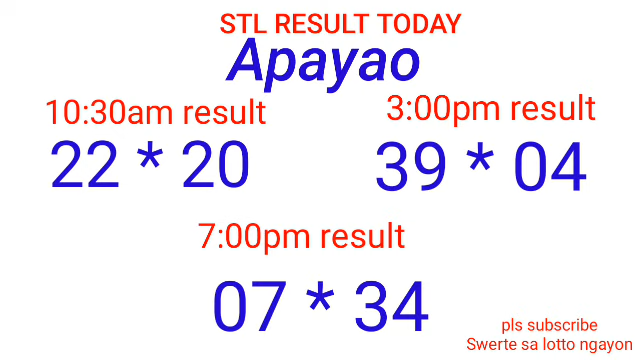 STL RESULT TODAY
Apayao
10:30am result
22 * 20
3:00pm result
39 * 04
7:00pm result
07 * 34
pls subscribe
Swerte sa lotto ngayon